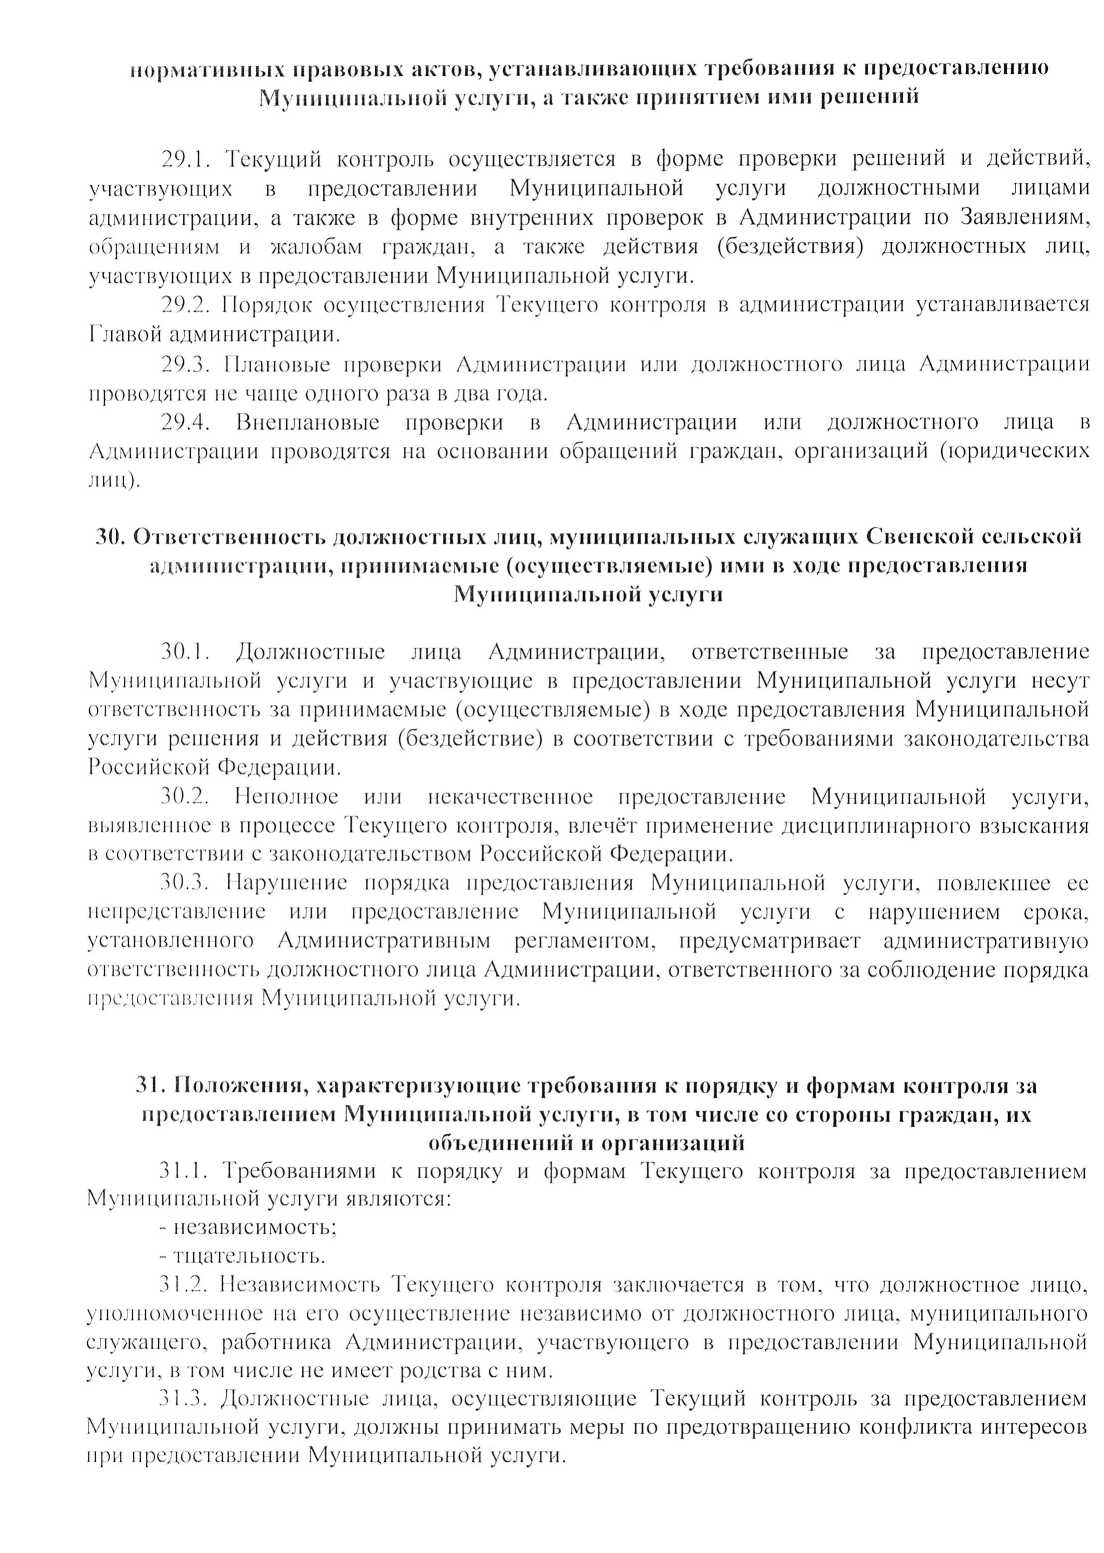 нормативных правовых актов, устанавливающих требования к предоставлению
Муниципальной услуги, а также принятием ими решений
29.1. Текущий контроль осуществляется в форме проверки решений и действий,
участвующих в предоставлении Муниципальной услуги должностными лицами
администрации, а также в форме внутренних проверок в Администрации по Заявлениям,
обращениям и жалобам граждан, а также действия (бездействия) должностных лиц,
участвующих в предоставлении Муниципальной услуги.
29.2. Порядок осуществления Текущего контроля в администрации устанавливается
Главой администрации.
29.3. Плановые проверки Администрации или должностного лица Администрации
проводятся не чаще одного раза в два года.
29.4. Внеплановые проверки в Администрации или должностного лица в
Администрации проводятся на основании обращений граждан, организаций (юридических
лиц).
30. Ответственность должностных лиц, муниципальных служащих Свенской сельской
администрации, принимаемые (осуществляемые) ими в ходе предоставления
Муниципальной услуги
30.1. Должностные лица Администрации, ответственные за предоставление
Муниципальной услуги и участвующие в предоставлении Муниципальной услуги несут
ответственность за принимаемые (осуществляемые) в ходе предоставления Муниципальной
услуги решения и действия (бездействие) в соответствии с требованиями законодательства
Российской Федерации.
30.2. Неполное или некачественное предоставление Муниципальной услуги,
выявленное в процессе Текущего контроля, влечёт применение дисциплинарного взыскания
в соответствии с законодательством Российской Федерации.
30.3. Нарушение порядка предоставления Муниципальной услуги, повлекшее ее
непредставление или предоставление Муниципальной услуги с нарушением срока,
установленного Административным регламентом, предусматривает административную
ответственность должностного лица Администрации, ответственного за соблюдение порядка
предоставления Муниципальной услуги.
31. Положения, характеризующие требования к порядку и формам контроля за
предоставлением Муниципальной услуги, в том числе со стороны граждан, их
объединений и организаций
31.1. Требованиями к порядку и формам Текущего контроля за предоставлением
Муниципальной услуги являются:
- независимость;
- тщательность.
31.2. Независимость Текущего контроля заключается в том, что должностное лицо,
уполномоченное на его осуществление независимо от должностного лица, муниципального
служащего, работника Администрации, участвующего в предоставлении Муниципальной
услуги, в том числе не имеет родства с ним.
31.3. Должностные лица, осуществляющие Текущий контроль за предоставлением
Муниципальной услуги, должны принимать меры по предотвращению конфликта интересов
при предоставлении Муниципальной услуги.